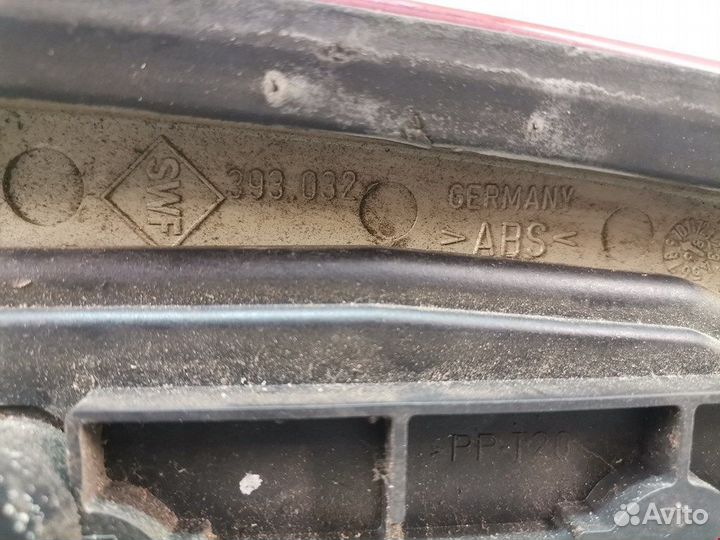 SWF
393 032
GERMANY
>ABS<
PP-T20
Avito